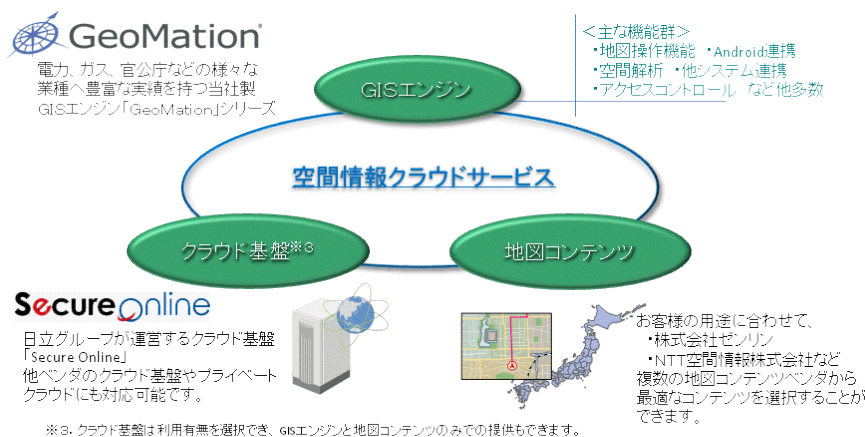 GeoMation®
電力、ガス、官公庁などの様々な
業種へ豊富な実績を持つ当社製
GISエンジン「GeoMation」シリーズ
GISエンジン
＜主な機能群＞
・地図操作機能　・Android連携
・空間解析　・他システム連携
・アクセスコントロール　など他多数
空間情報クラウドサービス
クラウド基盤※３
地図コンテンツ
Secure online
日立グループが運営するクラウド基盤
「Secure Online」
他ベンダのクラウド基盤やプライベート
クラウドにも対応可能です。
お客様の用途に合わせて、
・株式会社ゼンリン
・NTT空間情報株式会社など
複数の地図コンテンツベンダから
最適なコンテンツを選択することが
できます。
※３．クラウド基盤は利用有無を選択でき、GISエンジンと地図コンテンツのみでの提供もできます。